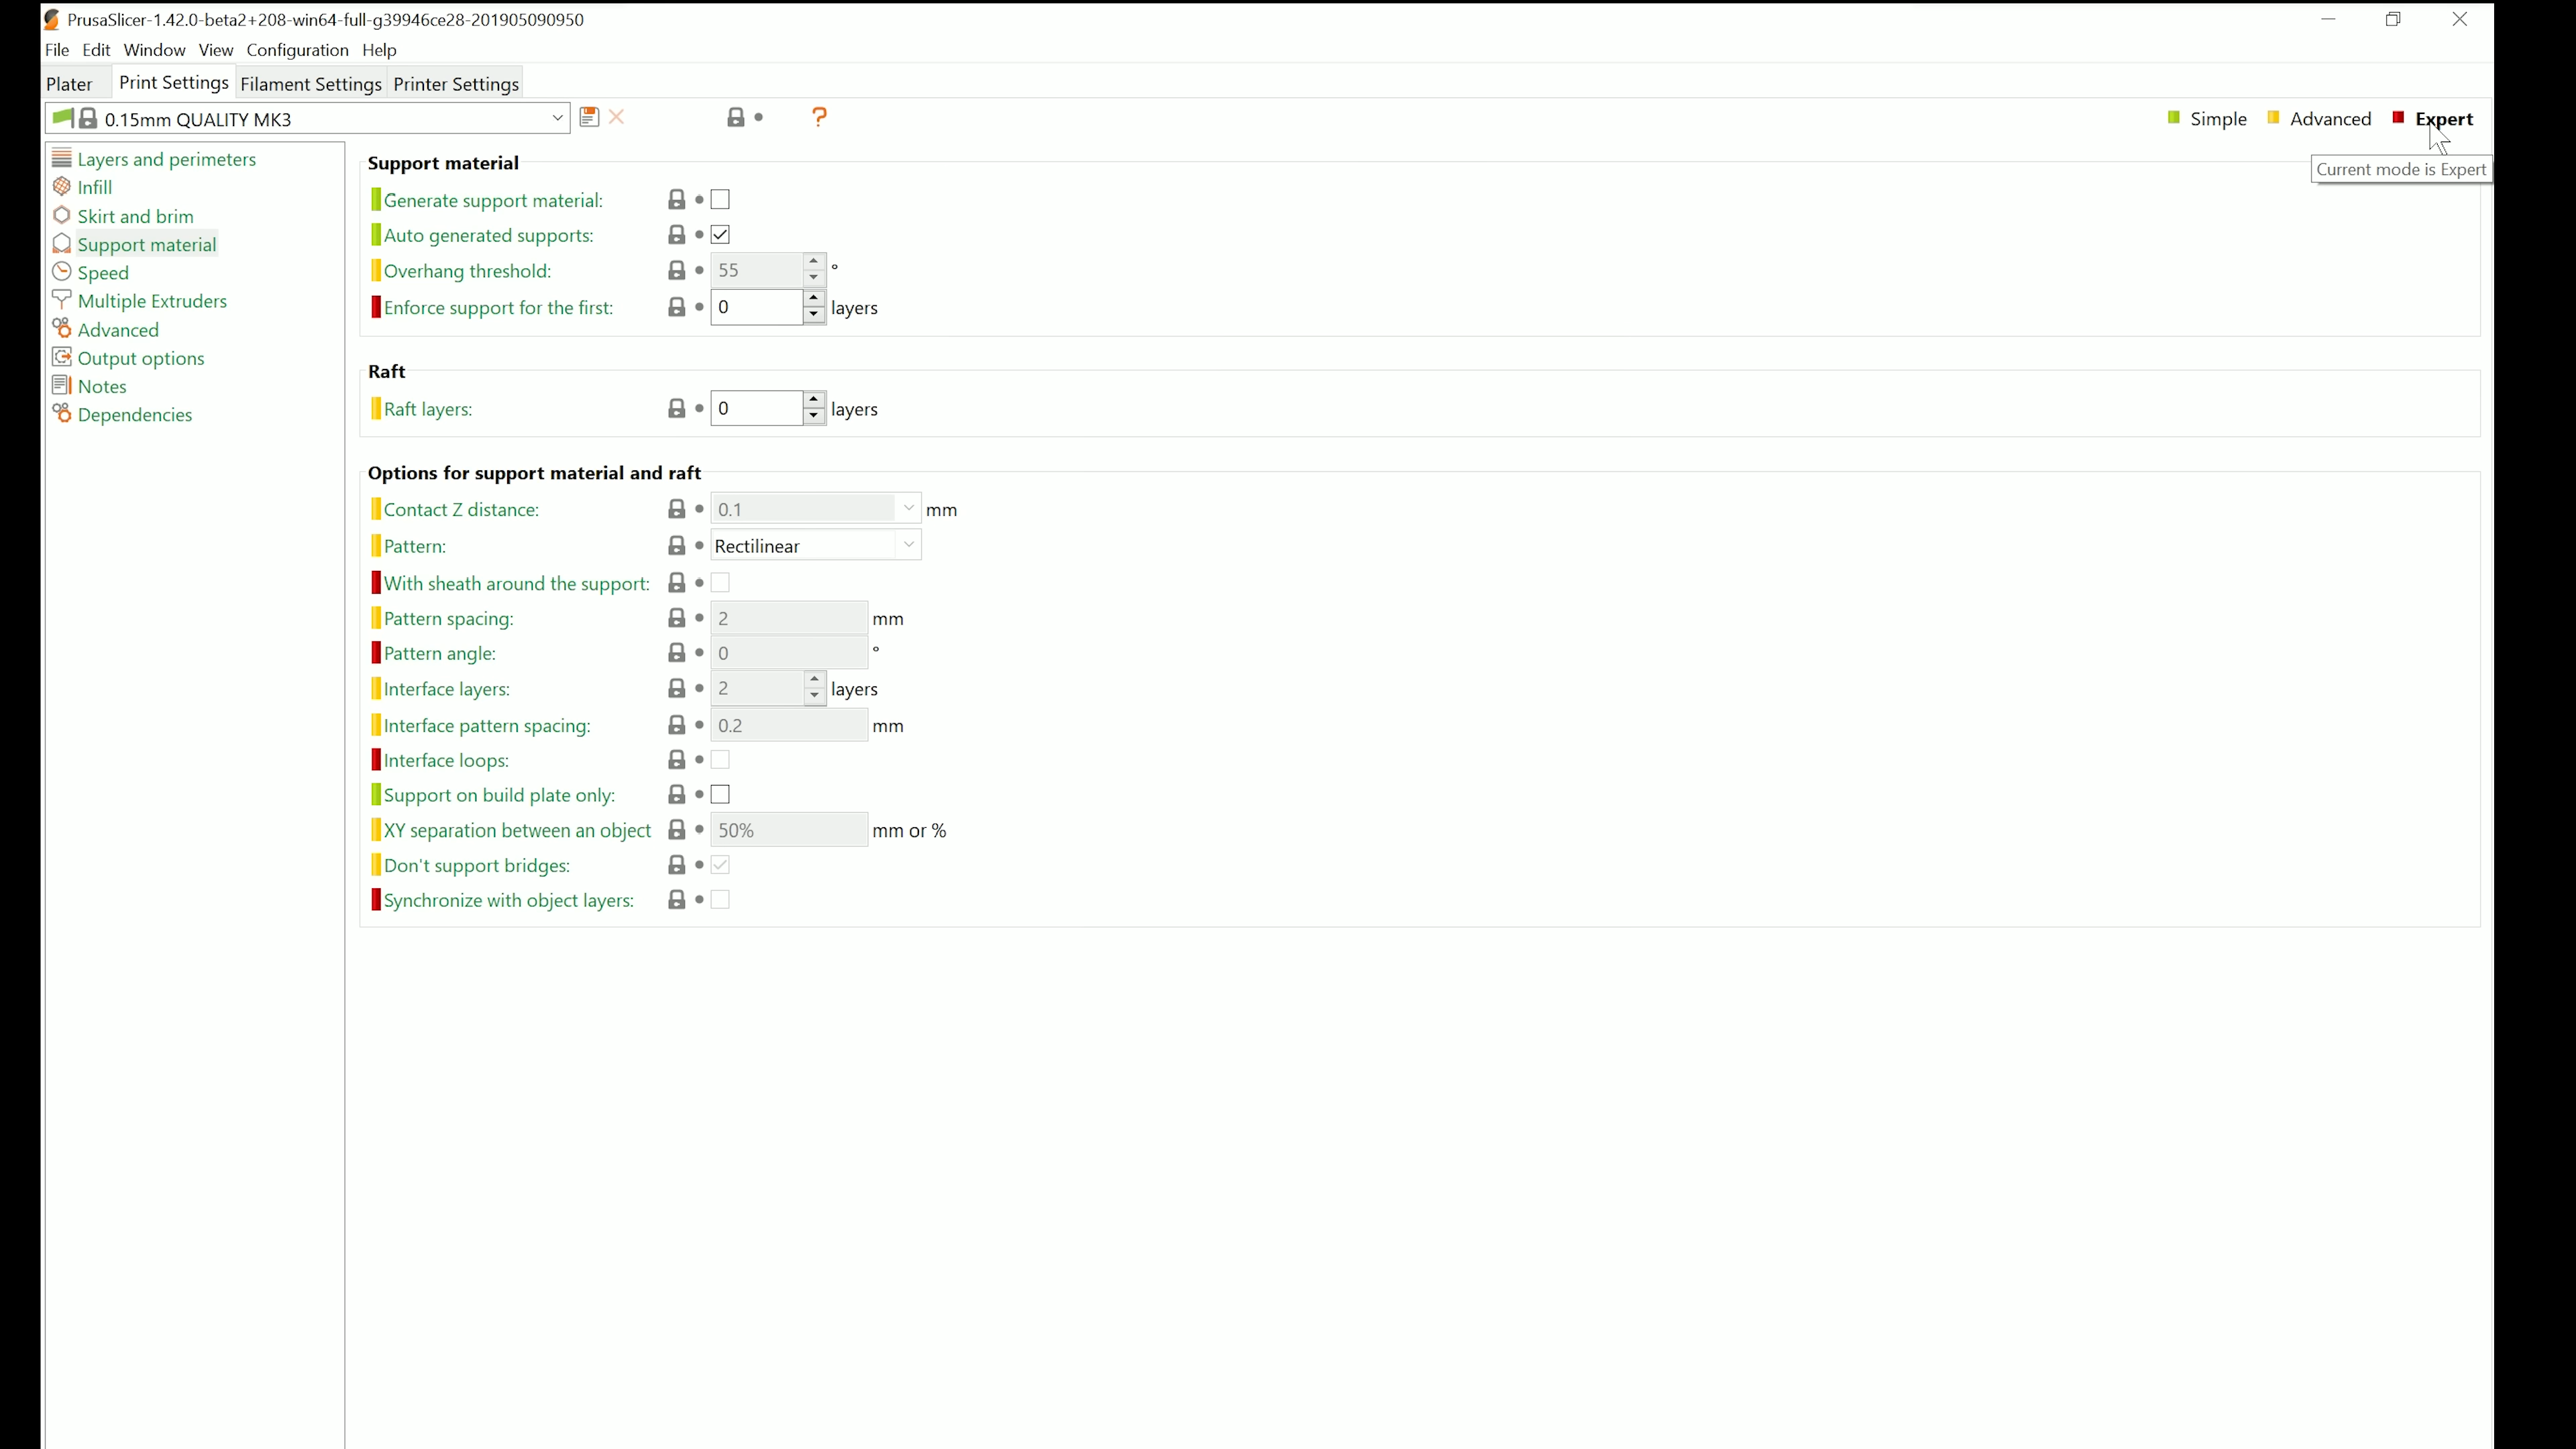 PrusaSlicer-1.42.0-beta2+208-win64-full-g39946ce28-201905090950
File Edit Window View Configuration Help
Plater Print Settings Filament Settings Printer Settings
0.15mm QUALITY MK3 ? Simple Advanced Expert
Current mode is Expert
Layers and perimeters
Infill
Skirt and brim
Support material
Speed
Multiple Extruders
Advanced
Output options
Notes
Dependencies
Support material
Generate support material:
Auto generated supports:
Overhang threshold: 55 °
Enforce support for the first: 0 layers
Raft
Raft layers: 0 layers
Options for support material and raft
Contact Z distance: 0.1 mm
Pattern: Rectilinear
With sheath around the support:
Pattern spacing: 2 mm
Pattern angle: 0 °
Interface layers: 2 layers
Interface pattern spacing: 0.2 mm
Interface loops:
Support on build plate only:
XY separation between an object 50% mm or %
Don't support bridges:
Synchronize with object layers: